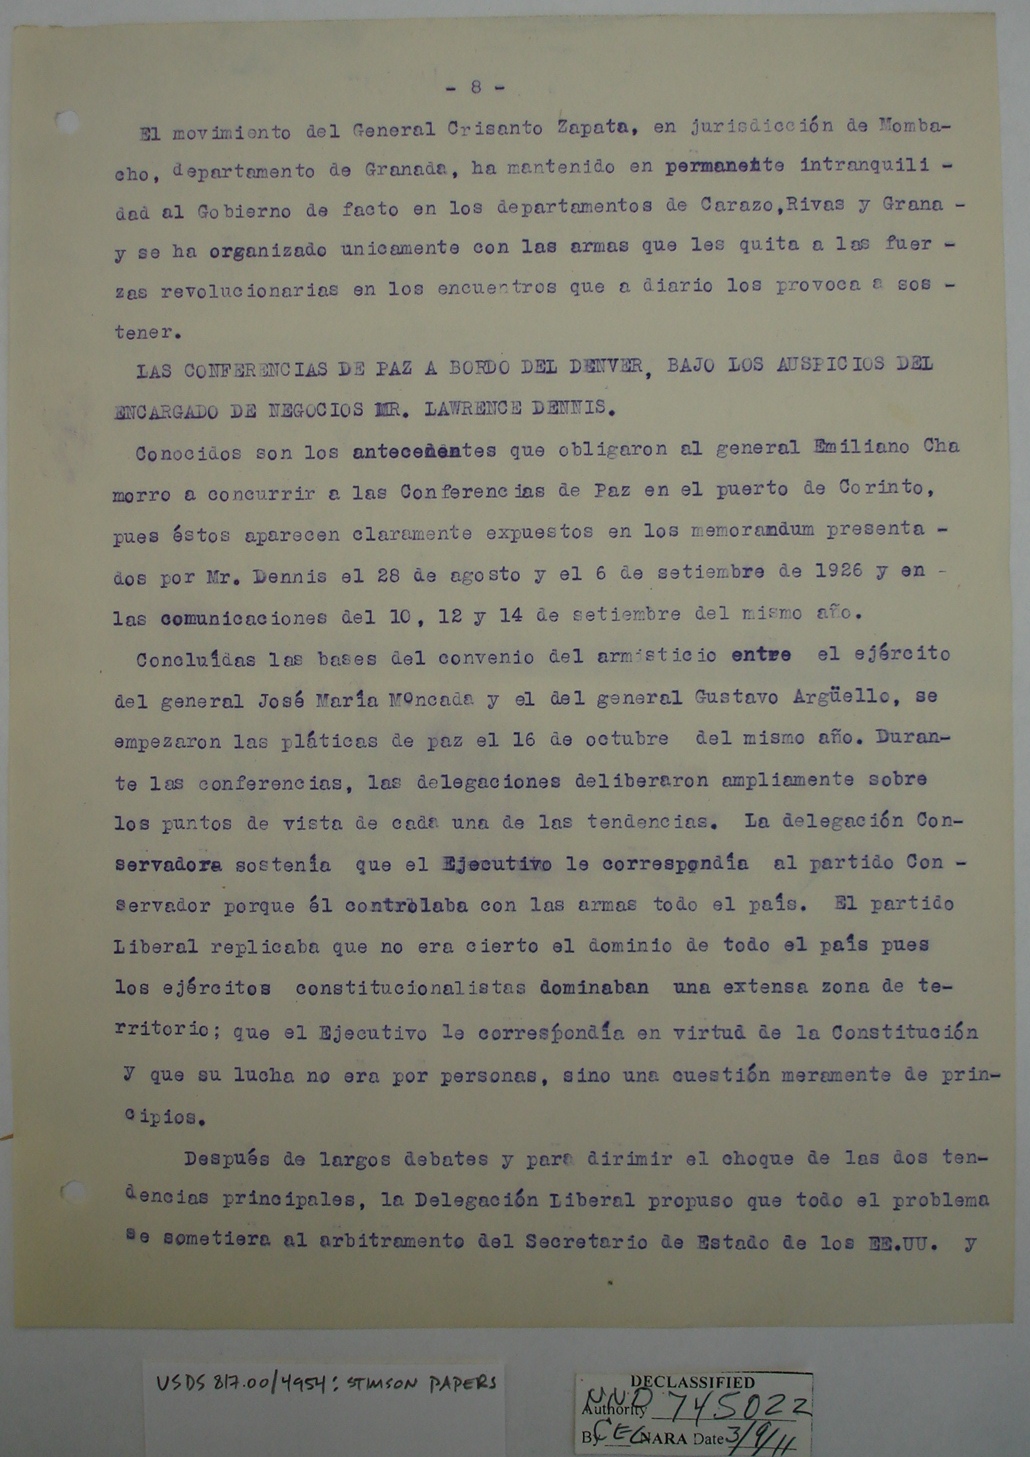 - 8 -
El movimiento del General Crisanto Zapata, en jurisdicción de Momba-
cho, departamento de Granada, ha mantenido en permanente intranquili -
dad al Gobierno de facto en los departamentos de Carazo,Rivas y Grana -
y se ha organizado unicamente con las armas que les quita a las fuer -
zas revolucionarias en los encuentros que a diario los provoca a sos -
tener.
LAS CONFERENCIAS DE PAZ A BORDO DEL DENVER, BAJO LOS AUSPICIOS DEL
ENCARGADO DE NEGOCIOS MR. LAWRENCE DENNIS.
Conocidos son los antecedentes que obligaron al general Emiliano Cha
morro a concurrir a las Conferencias de Paz en el puerto de Corinto,
pues éstos aparecen claramente expuestos en los memorandum presenta -
dos por Mr. Dennis el 28 de agosto y el 6 de setiembre de 1926 y en -
las comunicaciones del 10, 12 y 14 de setiembre del mismo año.
Concluídas las bases del convenio del armisticio entre el ejército
del general José María Moncada y el del general Gustavo Argüello, se
empezaron las pláticas de paz el 16 de octubre del mismo año. Duran-
te las conferencias, las delegaciones deliberaron ampliamente sobre
los puntos de vista de cada una de las tendencias. La delegación Con-
servadora sostenía que el Ejecutivo le correspondía al partido Con -
servador porque él controlaba con las armas todo el país. El partido
Liberal replicaba que no era cierto el dominio de todo el país pues
los ejércitos constitucionalistas dominaban una extensa zona de te-
rritorio; que el Ejecutivo le correspondía en virtud de la Constitución
y que su lucha no era por personas, sino una cuestión meramente de prin-
cipios.
Después de largos debates y para dirimir el choque de las dos ten-
dencias principales, la Delegación Liberal propuso que todo el problema
se sometiera al arbitramento del Secretario de Estado de los EE.UU. y
USDS 817.00/4954: STIMSON PAPERS
DECLASSIFIED
Authority NND 745022
By CEG NARA Date 3/9/11